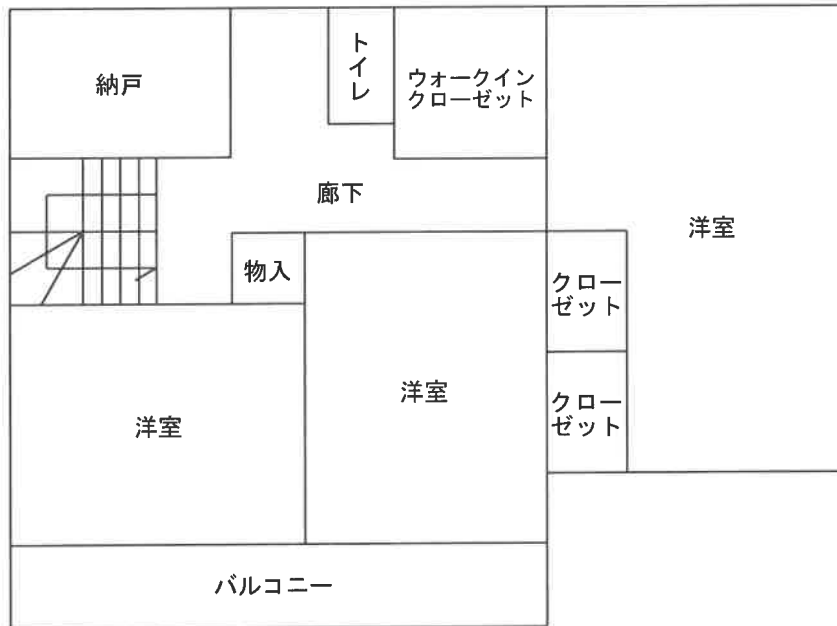 納戸
トイレ
ウォークイン
クローゼット
廊下
洋室
物入
クロー
ゼット
洋室
クロー
ゼット
洋室
バルコニー